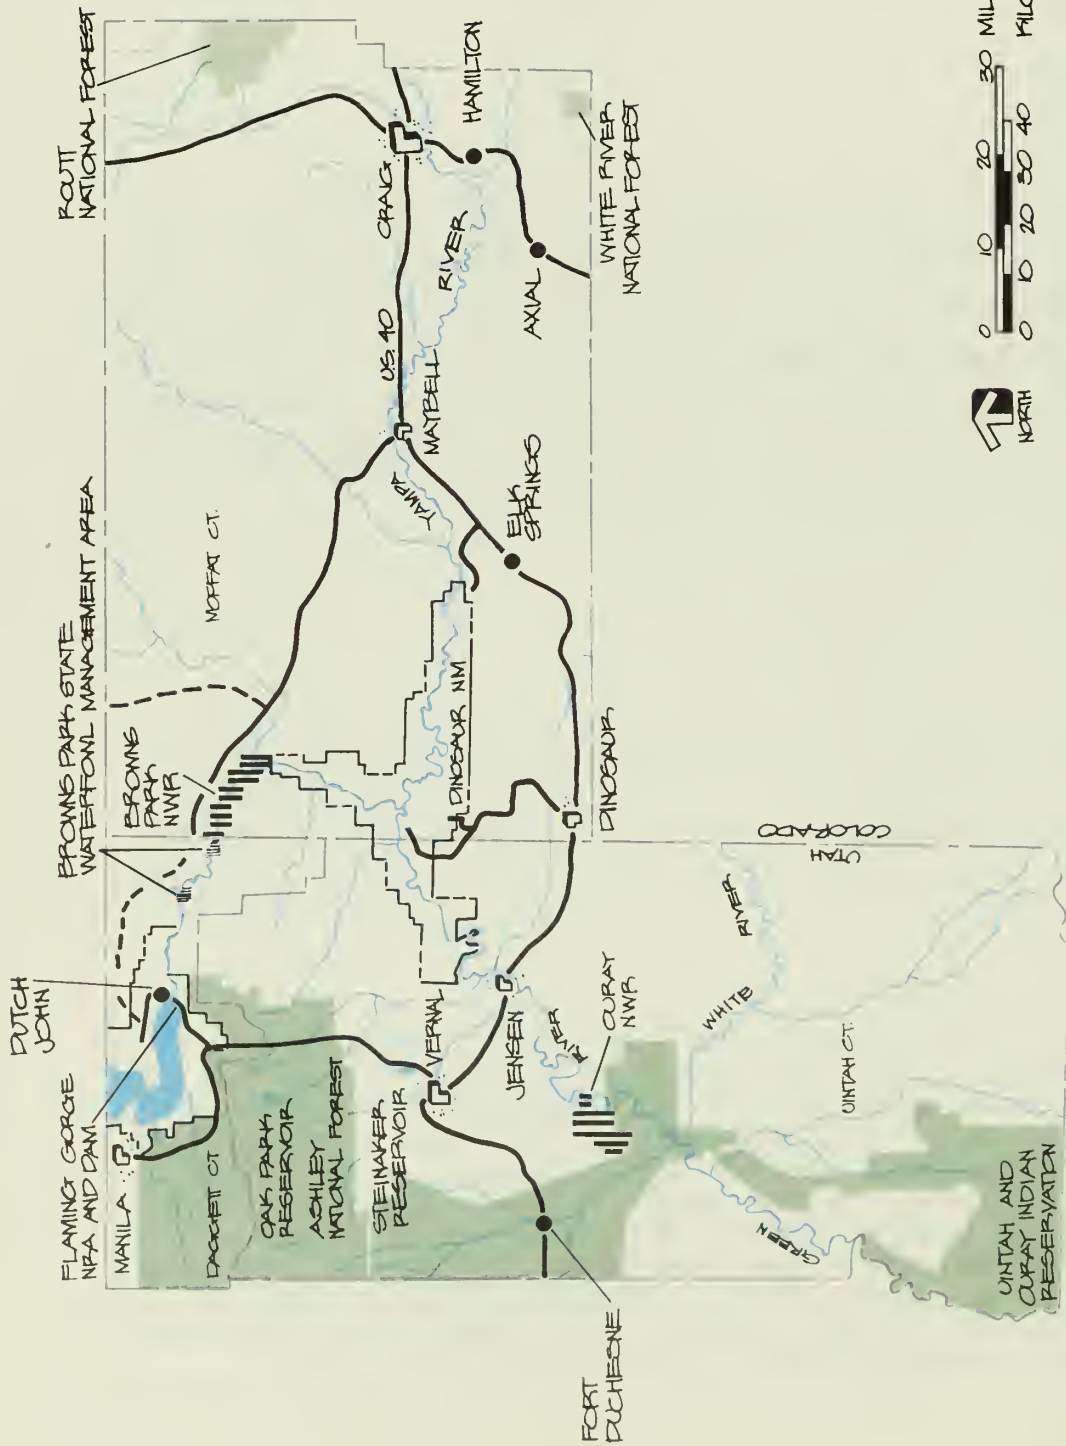 ROUTT
NATIONAL FOREST
BROWNS PARK STATE
WATERFOWL MANAGEMENT AREA
DUTCH
JOHN
FLAMING GORGE
NRA AND DAM
MANILA
BROWNS
PARK
NWR
MOFFAT CT.
DAGGETT CT
OAK PARK
RESERVOIR
ASHLEY
NATIONAL FOREST
STEINAKER
RESERVOIR
VERNAL
CRAIG
HAMILTON
U.S. 40
MAYBELL
RIVER
YAMPA
AXIAL
WHITE RIVER
NATIONAL FOREST
ELK
SPRINGS
DINOSAUR NM
DINOSAUR
JENSEN
RIVER
OURAY
NWR
FORT
DUCHESNE
UTAH
COLORADO
WHITE
RIVER
GREEN
UINTAH CT.
UINTAH AND
OURAY INDIAN
RESERVATION
NORTH
0 10 20 30 MIL
0 10 20 30 40 KILO